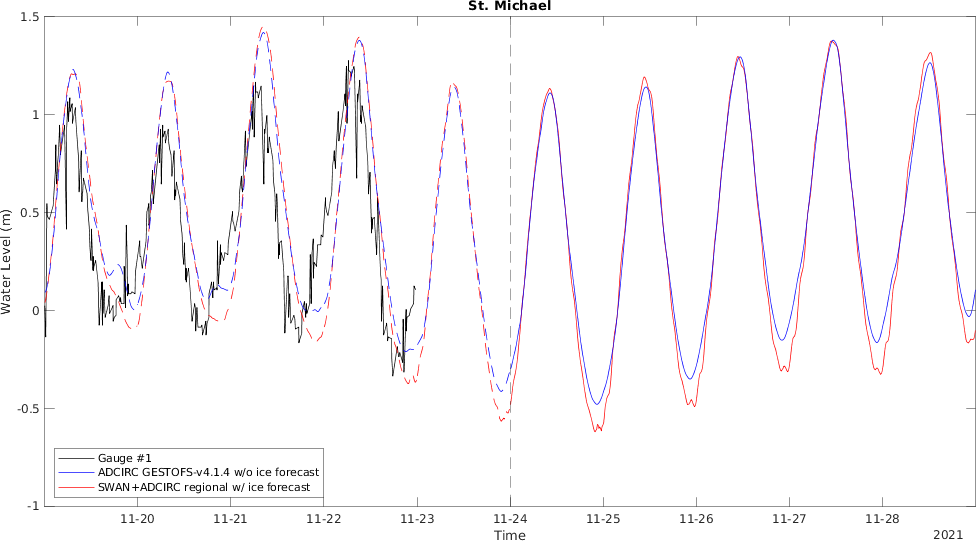 St. Michael
1.5
1
0.5
0
-0.5
-1
Water Level (m)
Gauge #1
ADCIRC GESTOFS-v4.1.4 w/o ice forecast
SWAN+ADCIRC regional w/ ice forecast
11-20 11-21 11-22 11-23 11-24 11-25 11-26 11-27 11-28
Time
2021